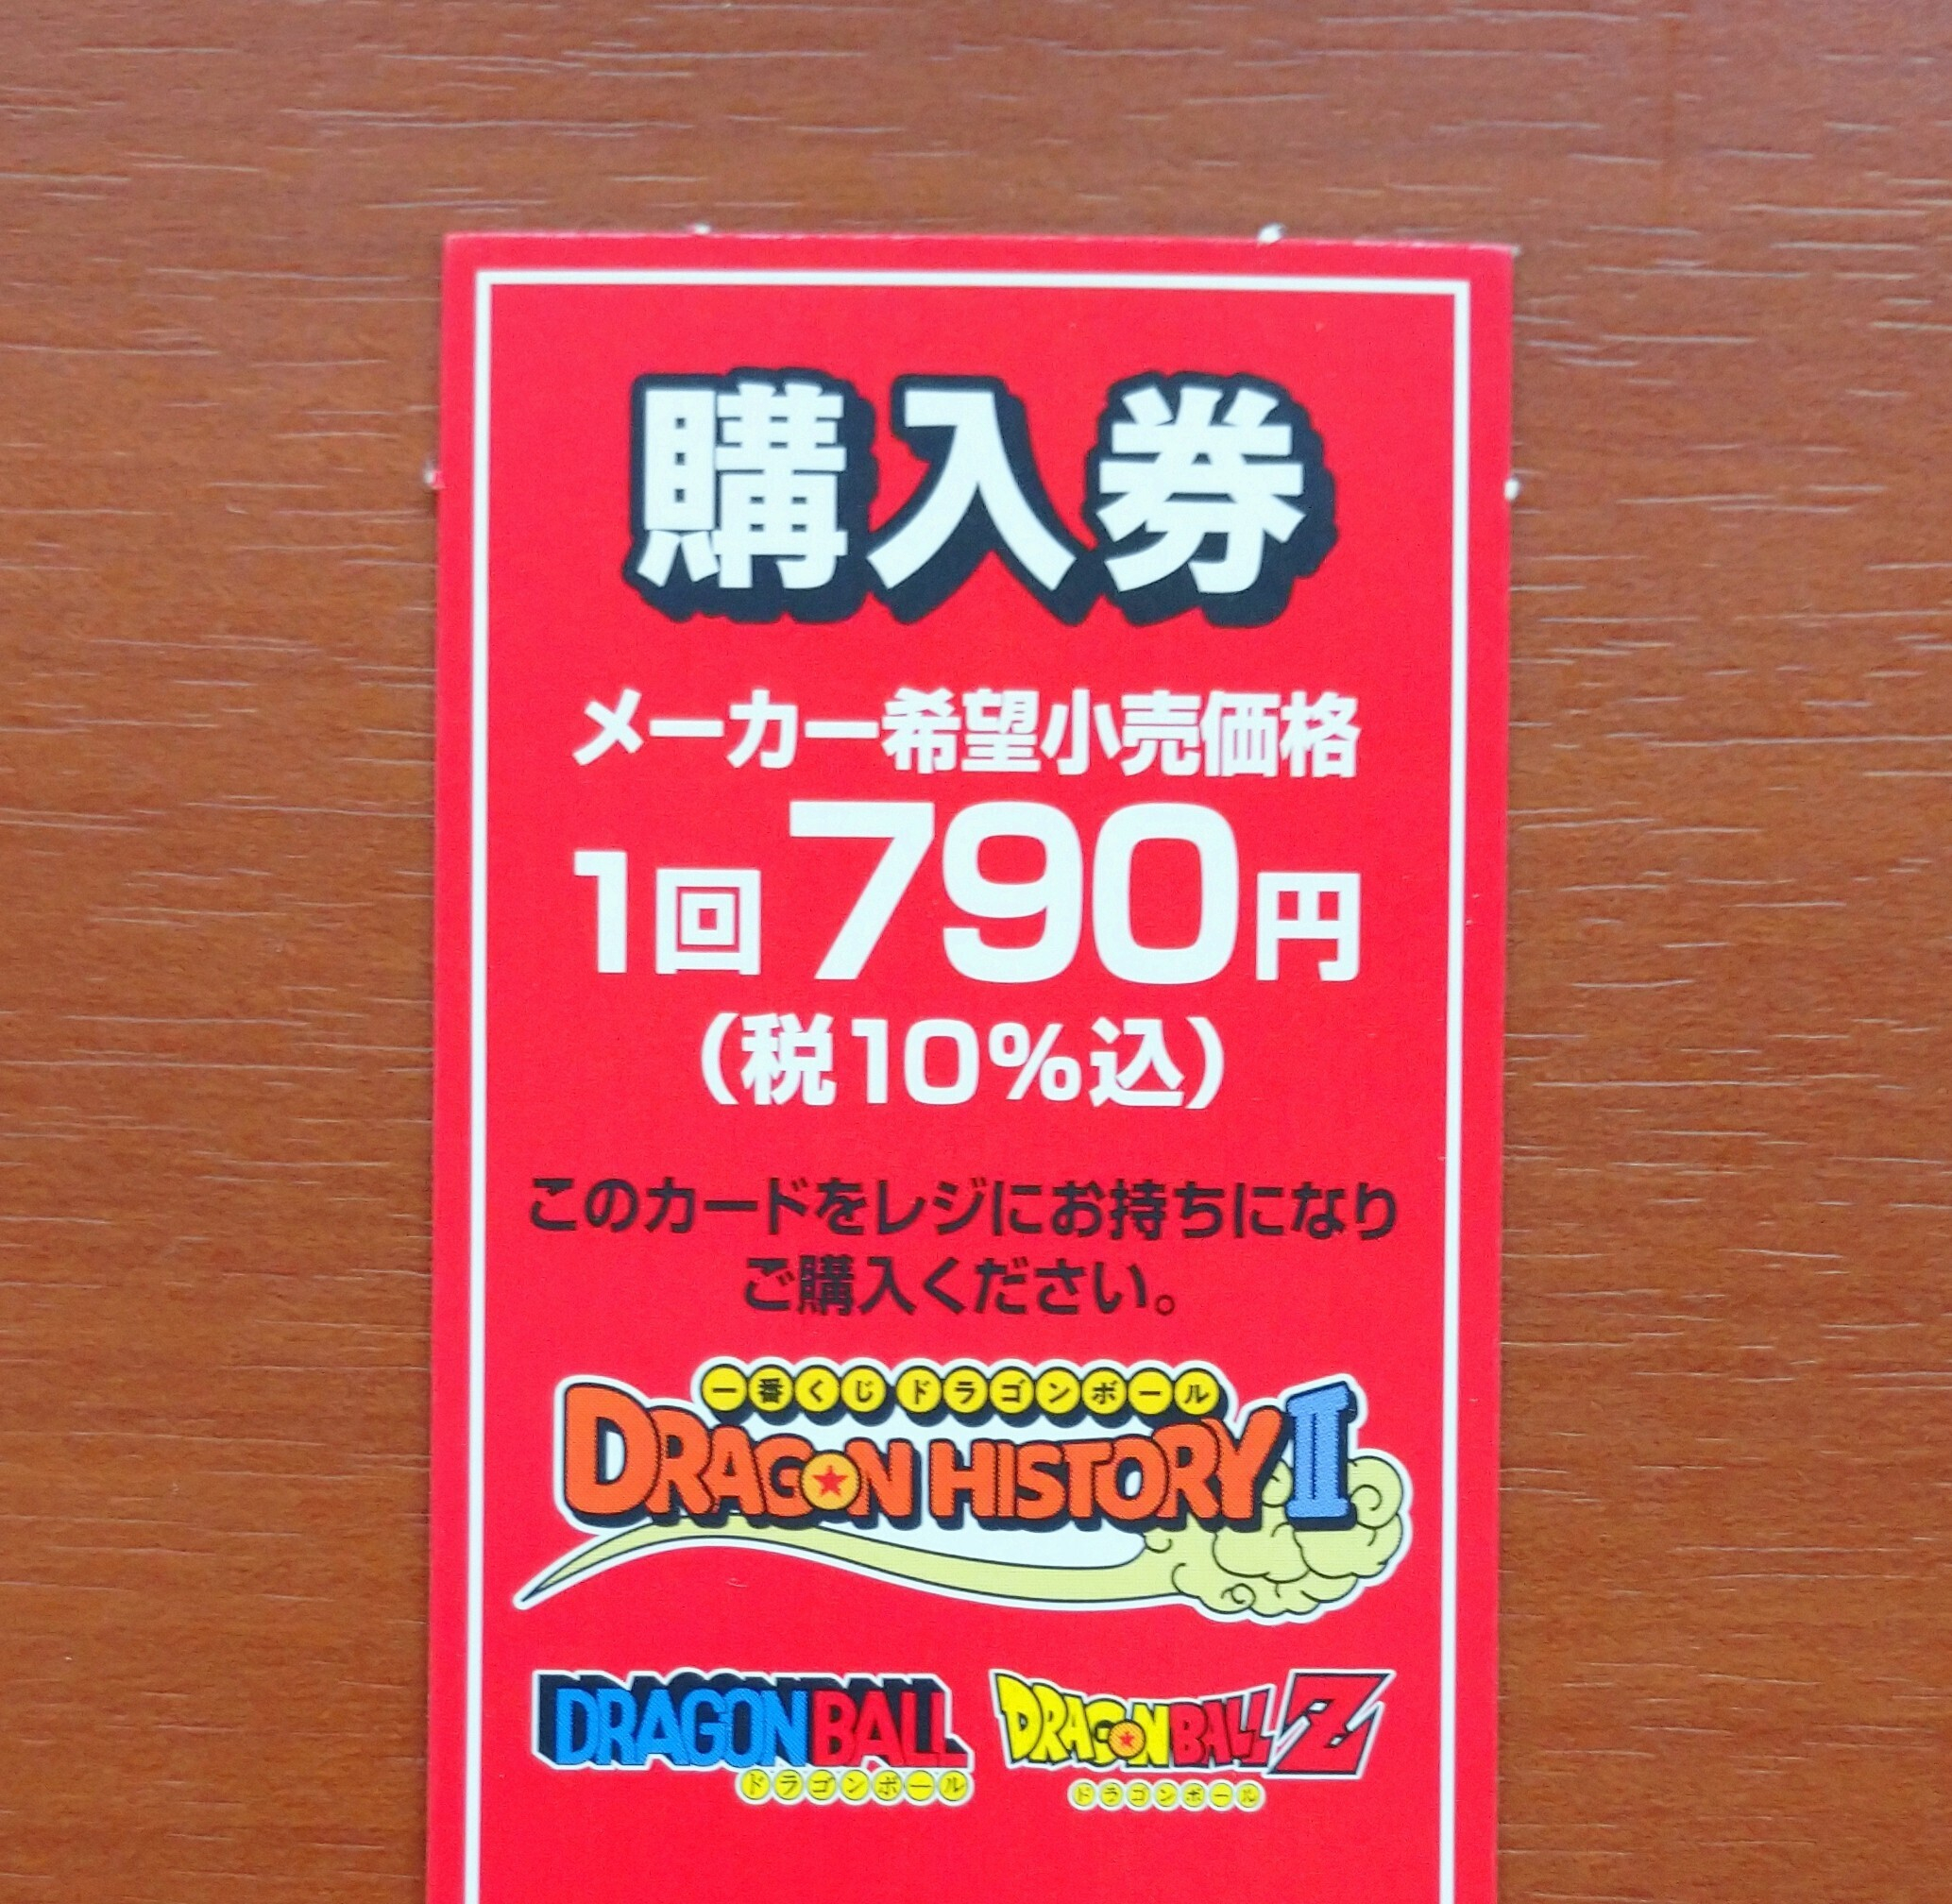 購入券
メーカー希望小売価格
1回790円
(税10%込)
このカードをレジにお持ちになり
ご購入ください。
一番くじ ドラゴンボール
DRAGON HISTORY II
DRAGON BALL
ドラゴンボール
DRAGON BALL Z
ドラゴンボール